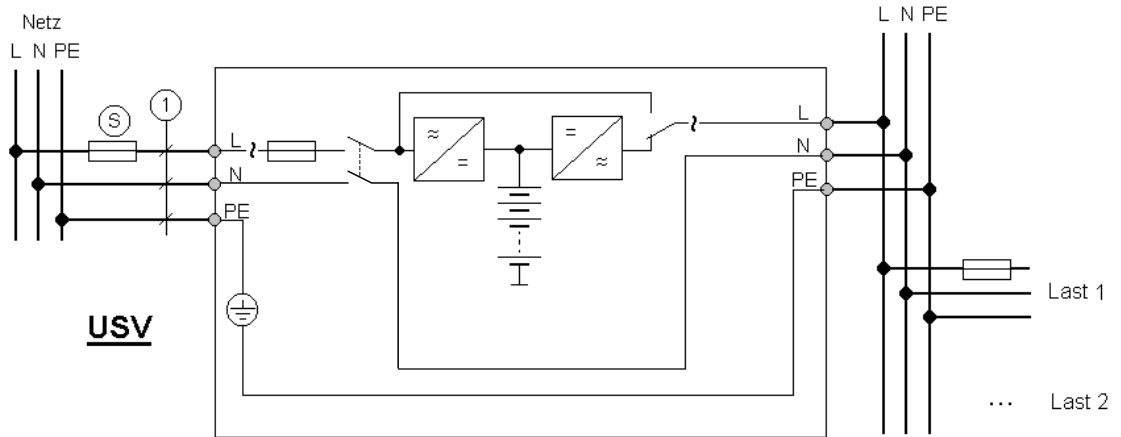 Netz
L N PE
L N PE
S
1
L
N
PE
≈
=
=
≈
L
N
PE
USV
Last 1
... Last 2